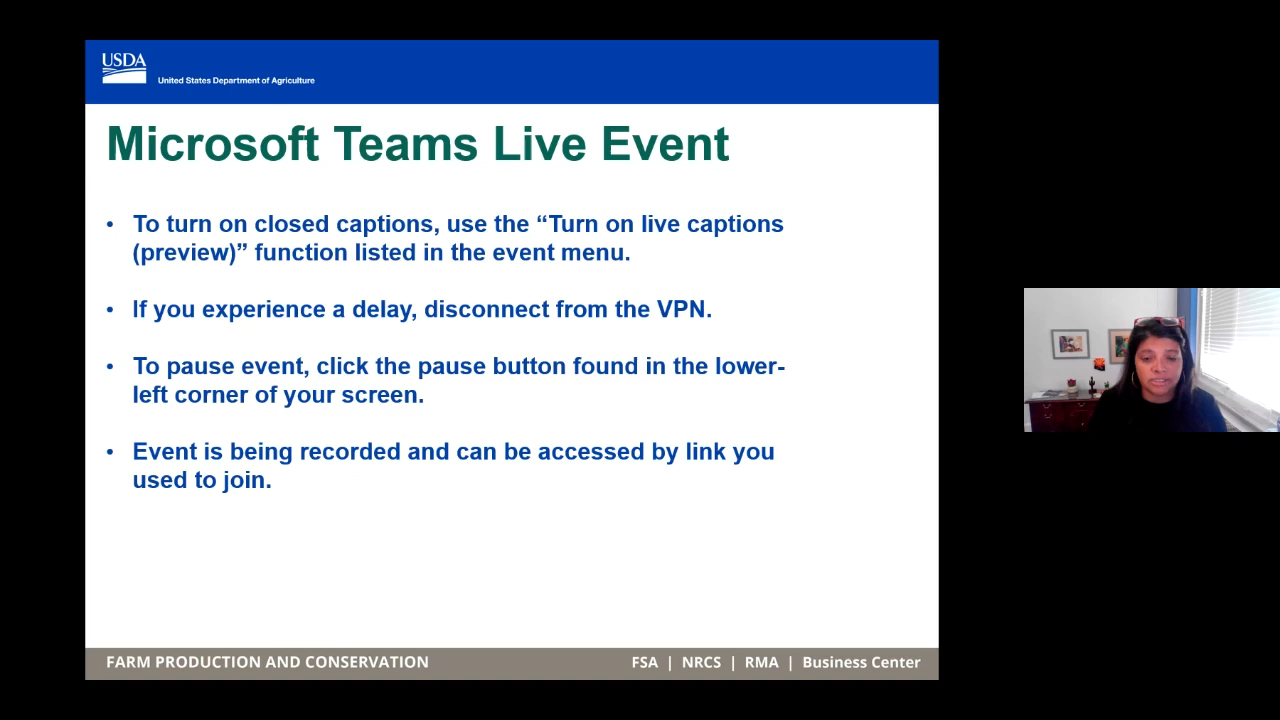 USDA
United States Department of Agriculture
Microsoft Teams Live Event
• To turn on closed captions, use the “Turn on live captions
(preview)” function listed in the event menu.
• If you experience a delay, disconnect from the VPN.
• To pause event, click the pause button found in the lower-
left corner of your screen.
• Event is being recorded and can be accessed by link you
used to join.
FARM PRODUCTION AND CONSERVATION
FSA | NRCS | RMA | Business Center